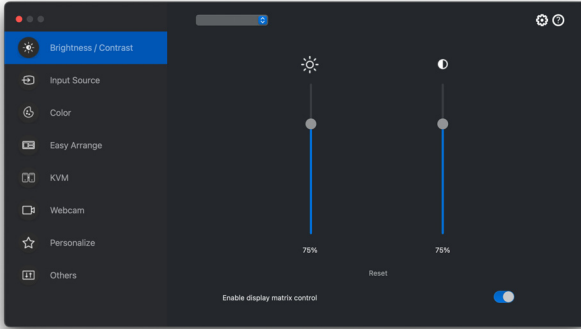 Brightness / Contrast
Input Source
Color
Easy Arrange
KVM
Webcam
Personalize
Others
75%
75%
Reset
Enable display matrix control